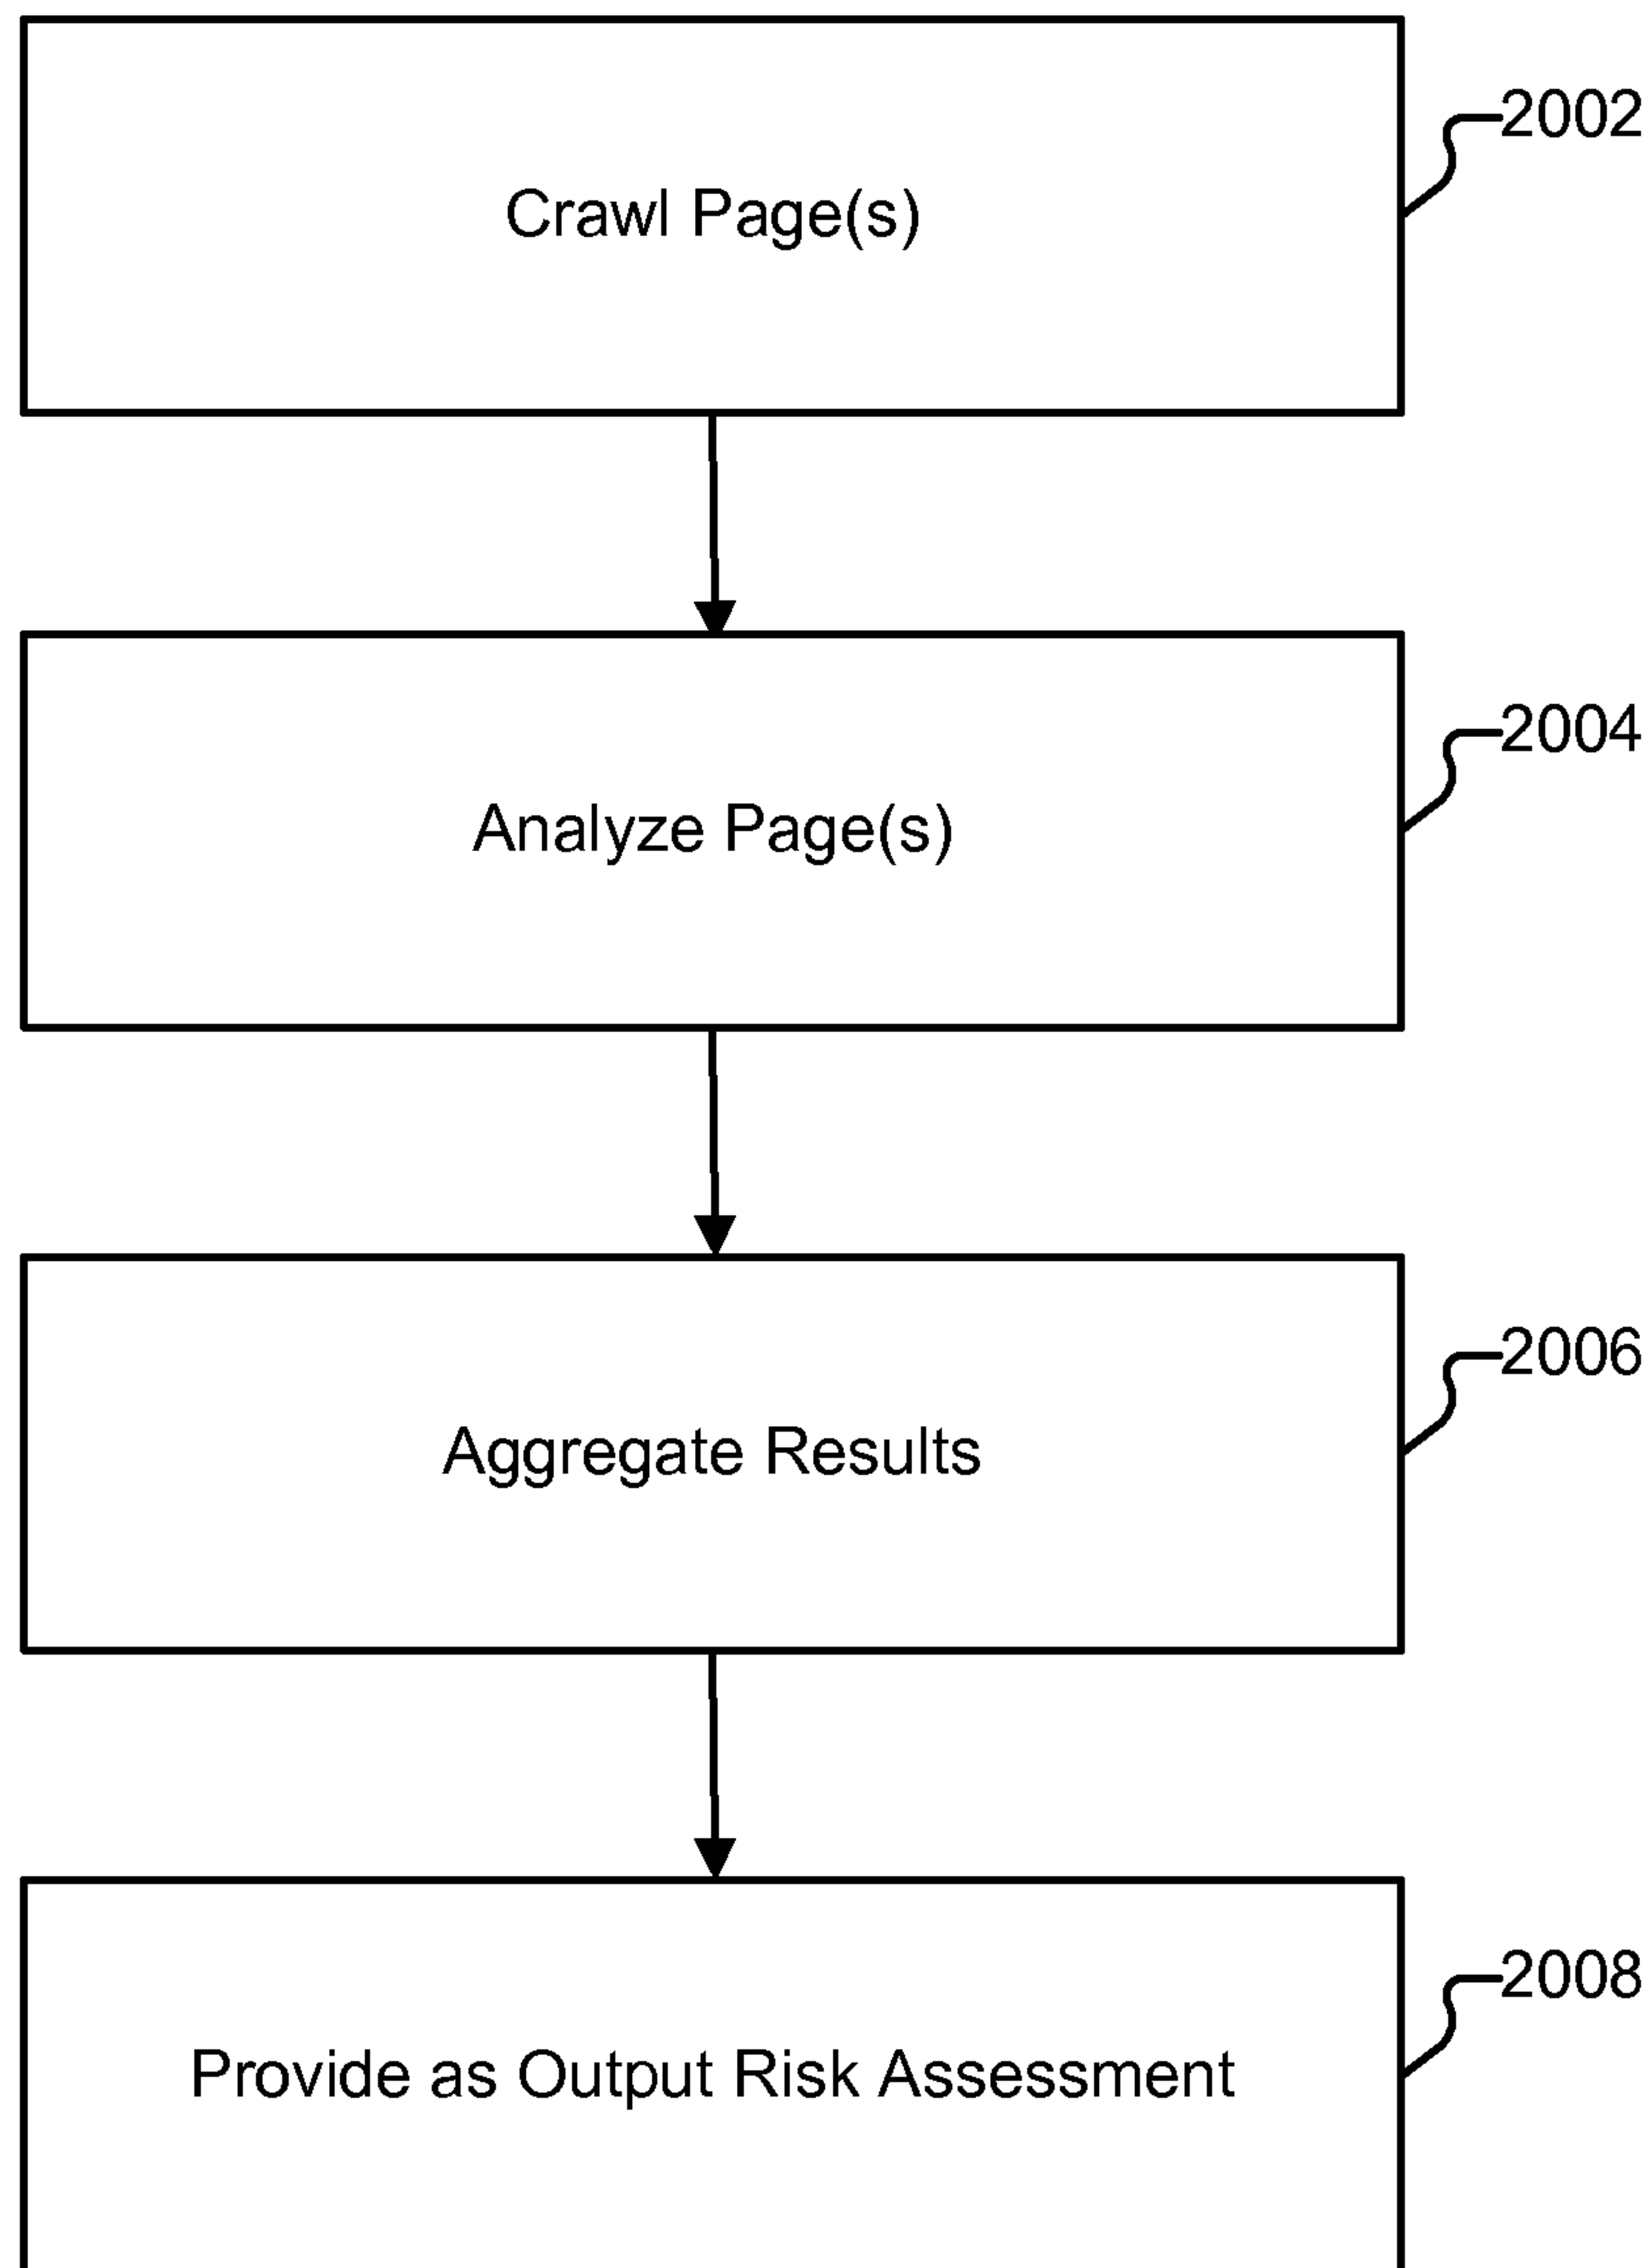 Crawl Page(s)
2002
Analyze Page(s)
2004
Aggregate Results
2006
Provide as Output Risk Assessment
2008